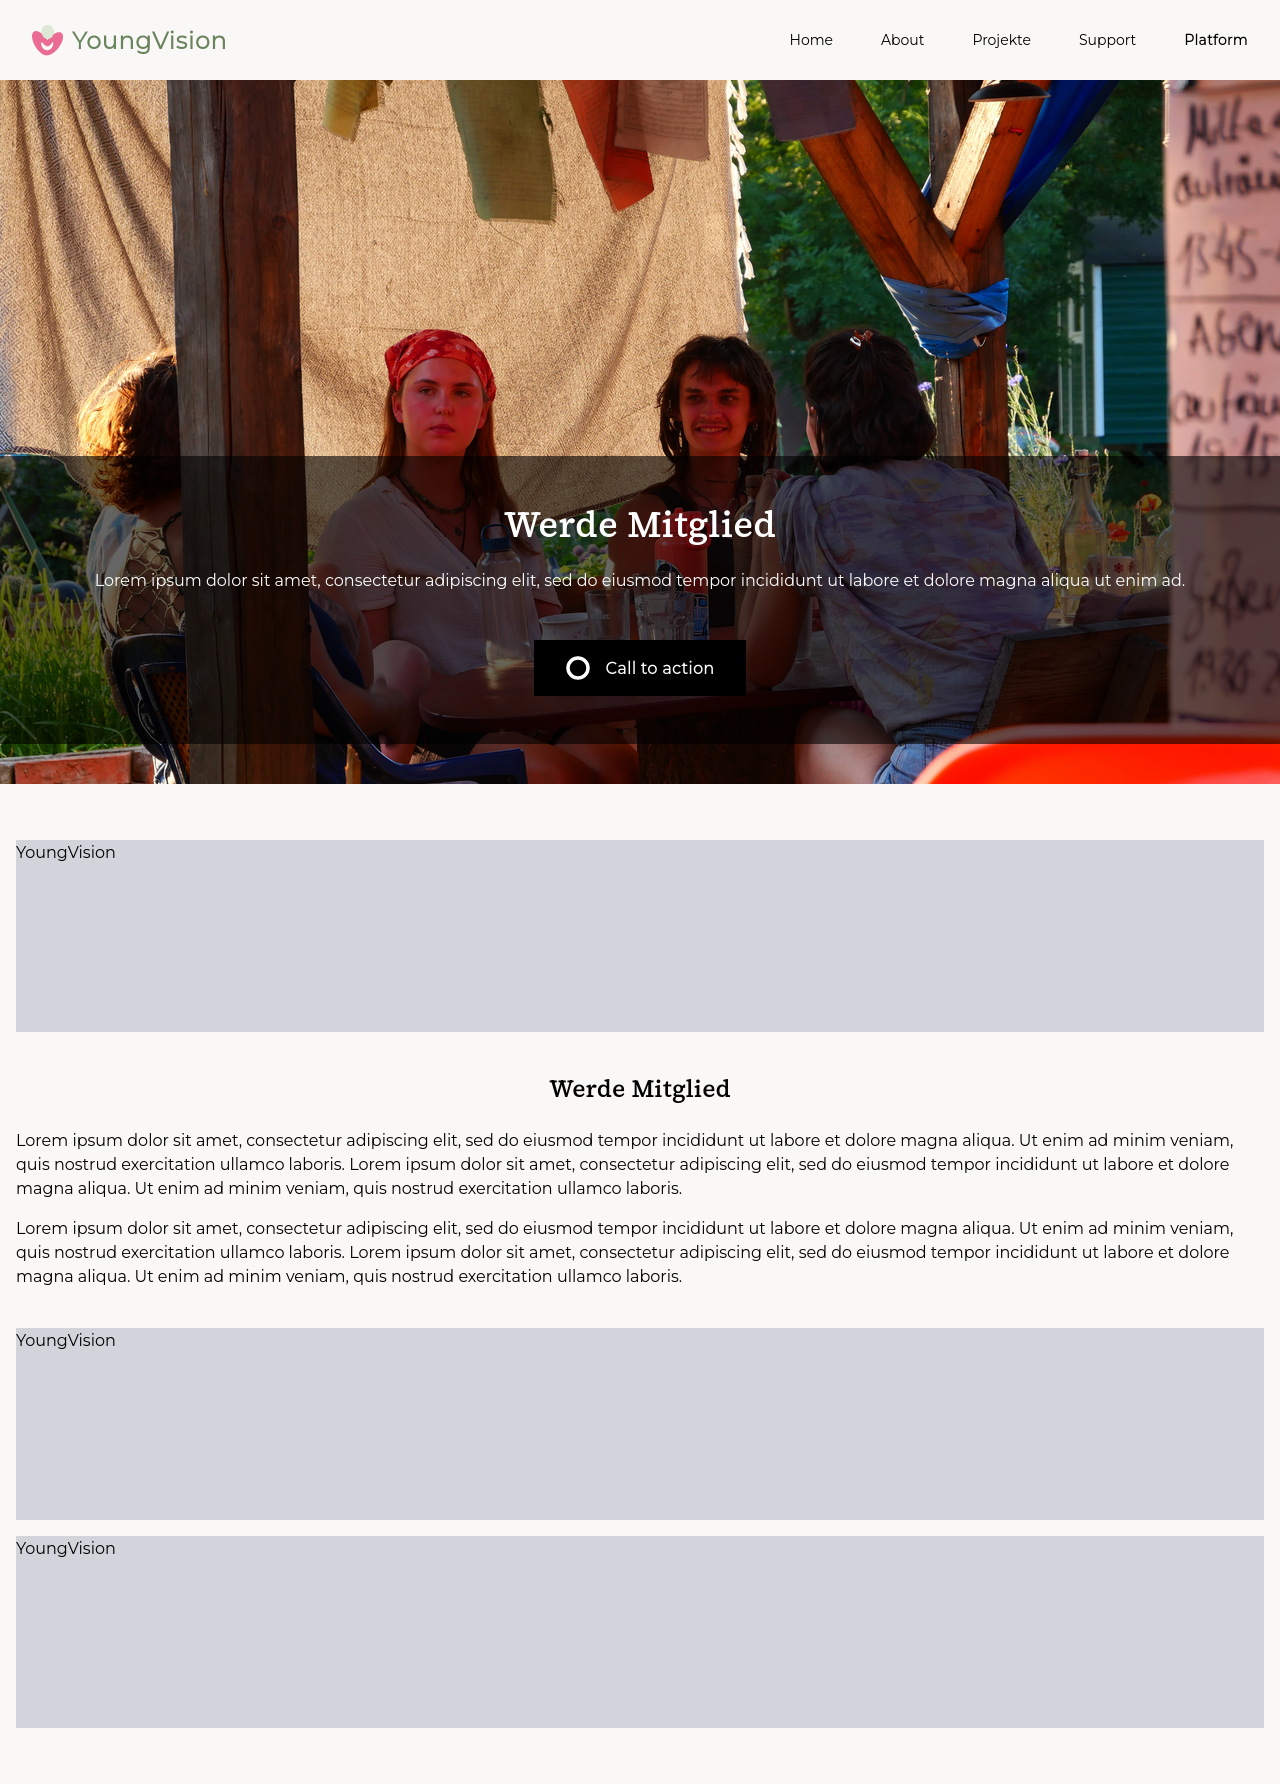 YoungVision
Home About Projekte Support Platform
Werde Mitglied
Lorem ipsum dolor sit amet, consectetur adipiscing elit, sed do eiusmod tempor incididunt ut labore et dolore magna aliqua ut enim ad.
Call to action
YoungVision
Werde Mitglied
Lorem ipsum dolor sit amet, consectetur adipiscing elit, sed do eiusmod tempor incididunt ut labore et dolore magna aliqua. Ut enim ad minim veniam,
quis nostrud exercitation ullamco laboris. Lorem ipsum dolor sit amet, consectetur adipiscing elit, sed do eiusmod tempor incididunt ut labore et dolore
magna aliqua. Ut enim ad minim veniam, quis nostrud exercitation ullamco laboris.
Lorem ipsum dolor sit amet, consectetur adipiscing elit, sed do eiusmod tempor incididunt ut labore et dolore magna aliqua. Ut enim ad minim veniam,
quis nostrud exercitation ullamco laboris. Lorem ipsum dolor sit amet, consectetur adipiscing elit, sed do eiusmod tempor incididunt ut labore et dolore
magna aliqua. Ut enim ad minim veniam, quis nostrud exercitation ullamco laboris.
YoungVision
YoungVision